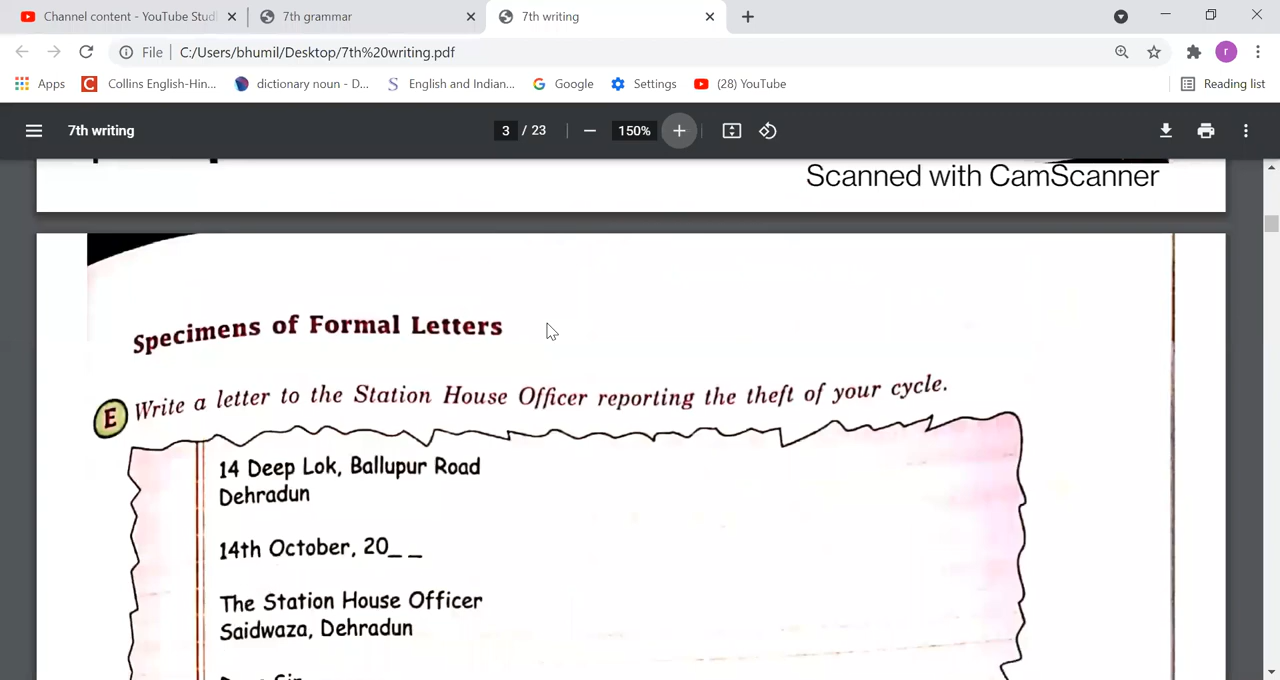 Channel content - YouTube Stud
7th grammar
7th writing
File
C:/Users/bhumil/Desktop/7th%20writing.pdf
r
Apps
Collins English-Hin...
dictionary noun - D...
English and Indian...
Google
Settings
(28) YouTube
Reading list
7th writing
3 / 23
150%
Scanned with CamScanner
Specimens of Formal Letters
E Write a letter to the Station House Officer reporting the theft of your cycle.
14 Deep Lok, Ballupur Road
Dehradun
14th October, 20_ _
The Station House Officer
Saidwaza, Dehradun